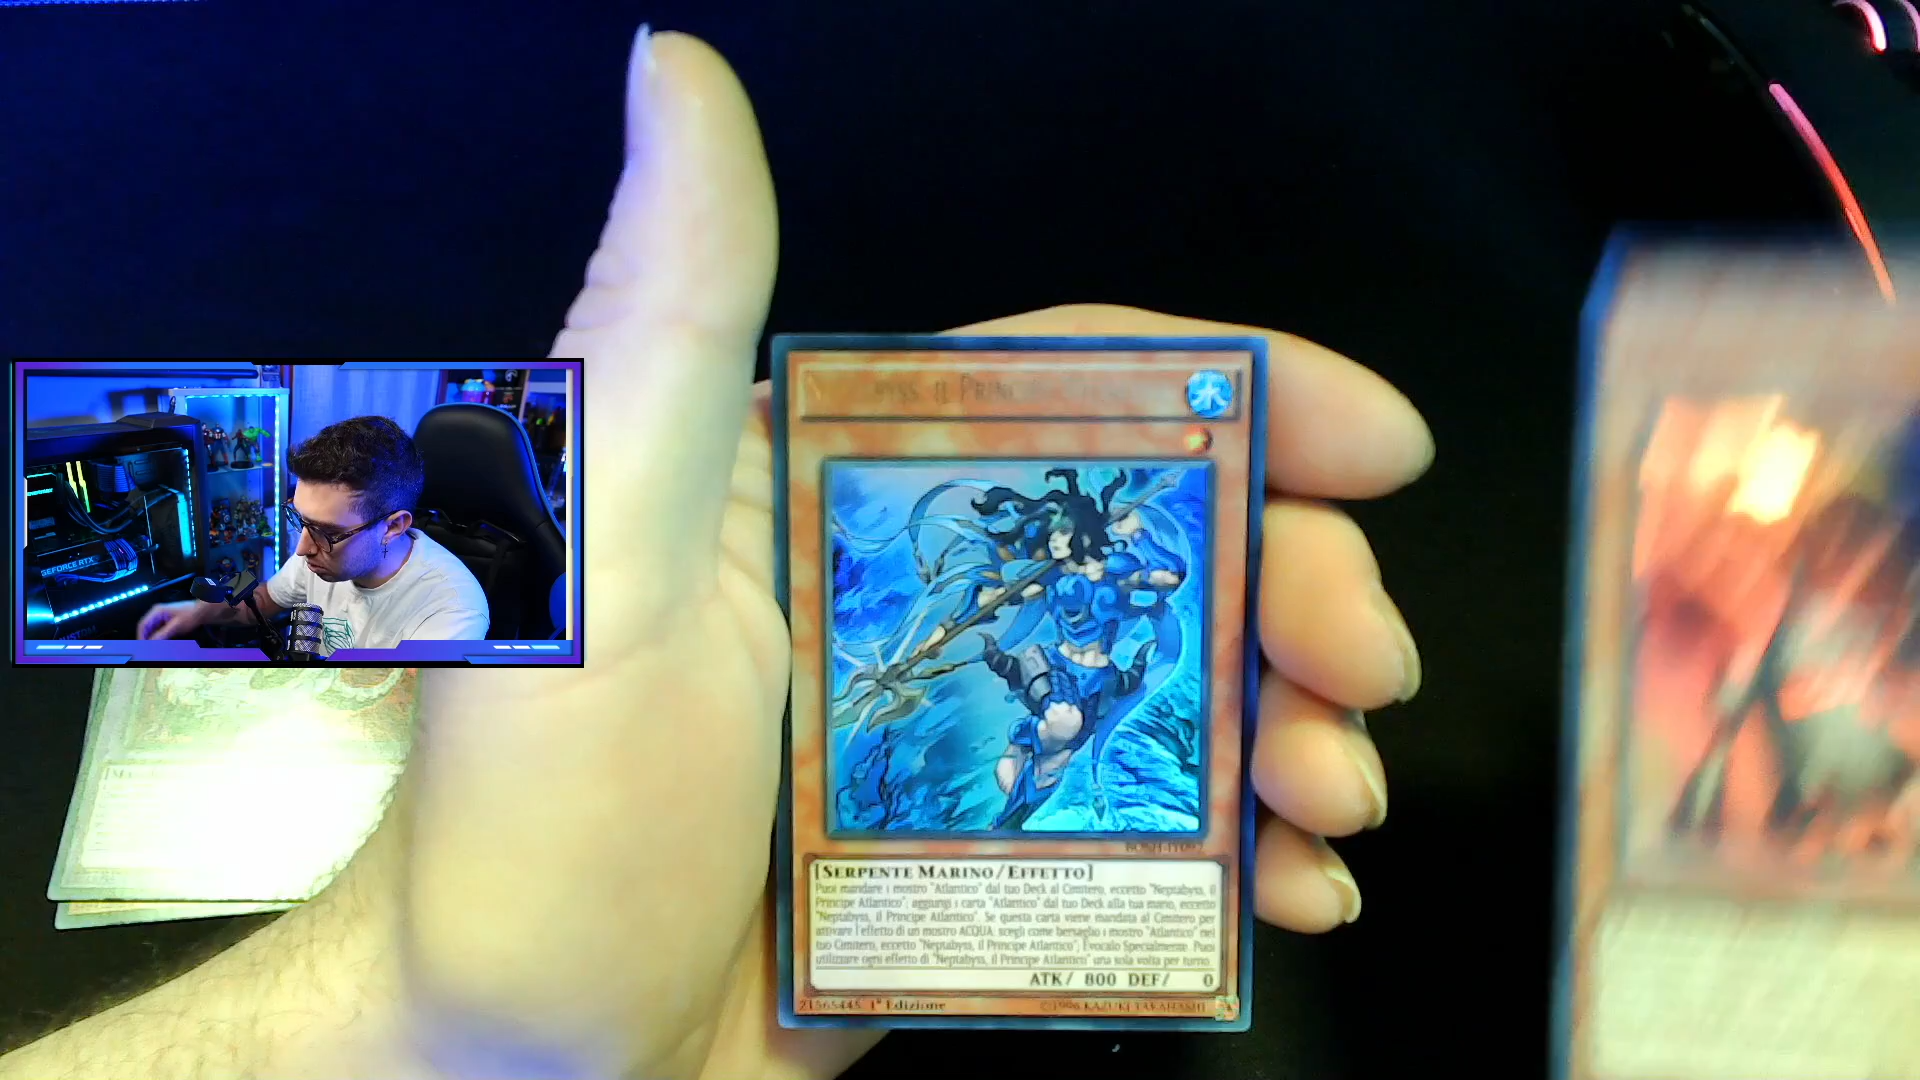 GEFORCE RTX
IL PRINCIPE
[SERPENTE MARINO/EFFETTO]
Puoi mandare 1 mostro "Atlantico" dal tuo Deck al Cimitero, eccetto "Neptabyss, il
Principe Atlantico"; aggiungi 1 carta "Atlantico" dal tuo Deck alla tua mano, eccetto
"Neptabyss, il Principe Atlantico". Se questa carta viene mandata al Cimitero per
attivare l'effetto di un mostro ACQUA: scegli come bersaglio 1 mostro "Atlantico" nel
tuo Cimitero, eccetto "Neptabyss, il Principe Atlantico"; Evocalo Specialmente. Puoi
utilizzare ogni effetto di "Neptabyss, il Principe Atlantico" una sola volta per turno.
ATK/ 800 DEF/ 0
21565445 1ª Edizione ©1996 KAZUKI TAKAHASHI